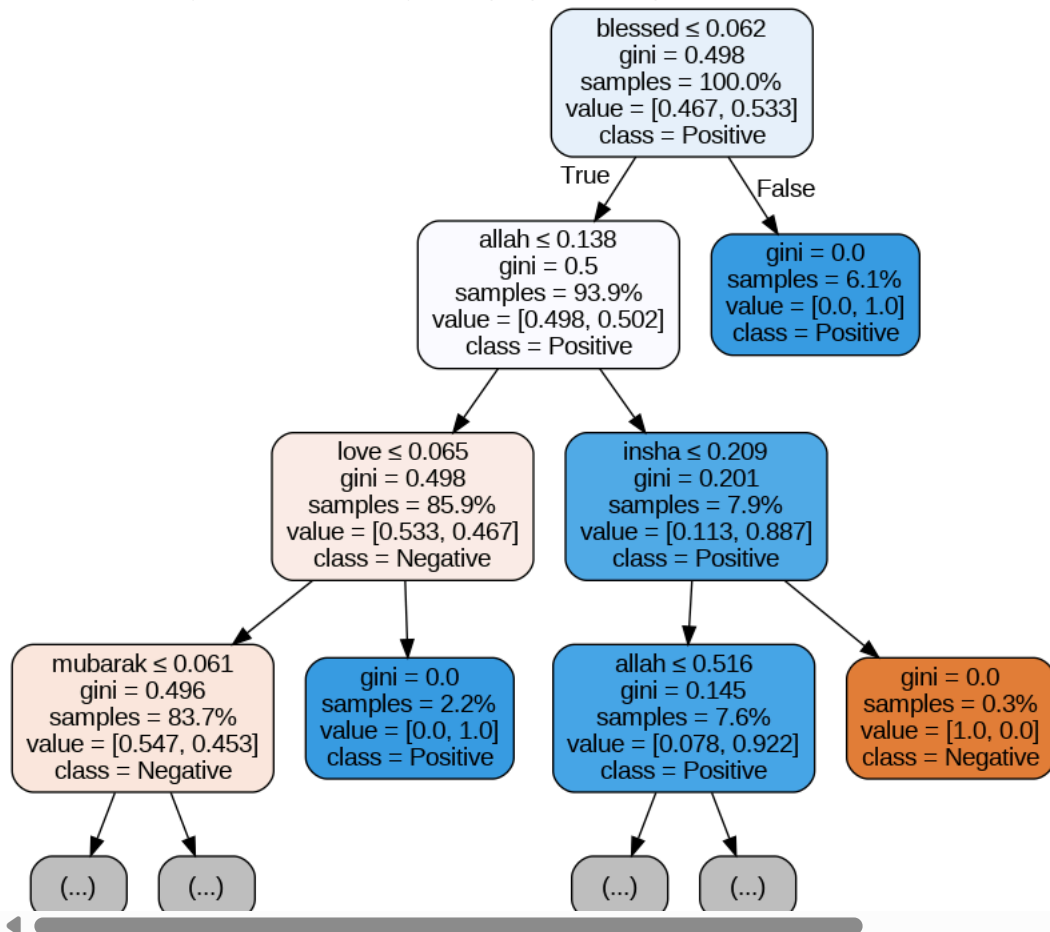 blessed ≤ 0.062
gini = 0.498
samples = 100.0%
value = [0.467, 0.533]
class = Positive
True
False
allah ≤ 0.138
gini = 0.5
samples = 93.9%
value = [0.498, 0.502]
class = Positive
gini = 0.0
samples = 6.1%
value = [0.0, 1.0]
class = Positive
love ≤ 0.065
gini = 0.498
samples = 85.9%
value = [0.533, 0.467]
class = Negative
insha ≤ 0.209
gini = 0.201
samples = 7.9%
value = [0.113, 0.887]
class = Positive
mubarak ≤ 0.061
gini = 0.496
samples = 83.7%
value = [0.547, 0.453]
class = Negative
gini = 0.0
samples = 2.2%
value = [0.0, 1.0]
class = Positive
allah ≤ 0.516
gini = 0.145
samples = 7.6%
value = [0.078, 0.922]
class = Positive
gini = 0.0
samples = 0.3%
value = [1.0, 0.0]
class = Negative
(...)
(...)
(...)
(...)